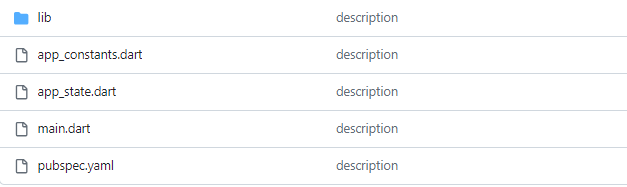 lib description
app_constants.dart description
app_state.dart description
main.dart description
pubspec.yaml description